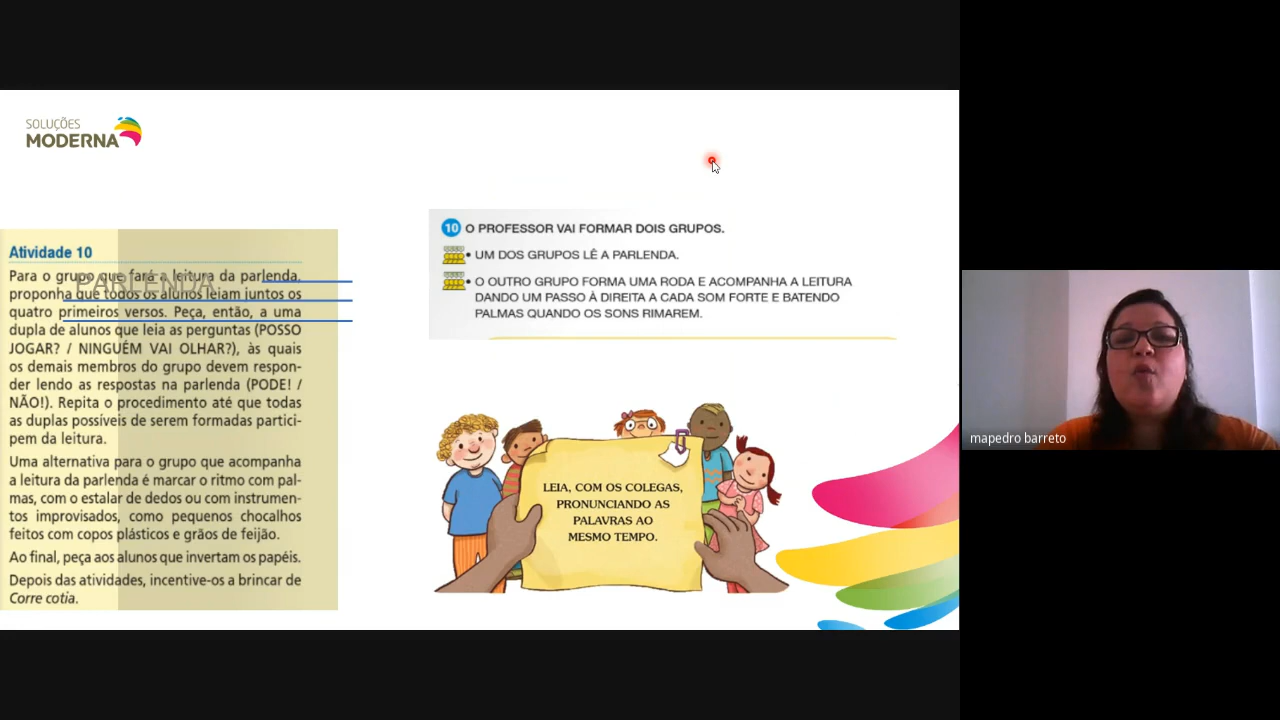 SOLUÇÕES
MODERNA
Atividade 10
PARLENDA
Para o grupo que fará a leitura da parlenda,
proponha que todos os alunos leiam juntos os
quatro primeiros versos. Peça, então, a uma
dupla de alunos que leia as perguntas (POSSO
JOGAR? / NINGUÉM VAI OLHAR?), às quais
os demais membros do grupo devem respon-
der lendo as respostas na parlenda (PODE! /
NÃO!). Repita o procedimento até que todas
as duplas possíveis de serem formadas partici-
pem da leitura.
Uma alternativa para o grupo que acompanha
a leitura da parlenda é marcar o ritmo com pal-
mas, com o estalar de dedos ou com instrumen-
tos improvisados, como pequenos chocalhos
feitos com copos plásticos e grãos de feijão.
Ao final, peça aos alunos que invertam os papéis.
Depois das atividades, incentive-os a brincar de
Corre cotia.
10 O PROFESSOR VAI FORMAR DOIS GRUPOS.
• UM DOS GRUPOS LÊ A PARLENDA.
• O OUTRO GRUPO FORMA UMA RODA E ACOMPANHA A LEITURA
DANDO UM PASSO À DIREITA A CADA SOM FORTE E BATENDO
PALMAS QUANDO OS SONS RIMAREM.
LEIA, COM OS COLEGAS,
PRONUNCIANDO AS
PALAVRAS AO
MESMO TEMPO.
mapedro barreto